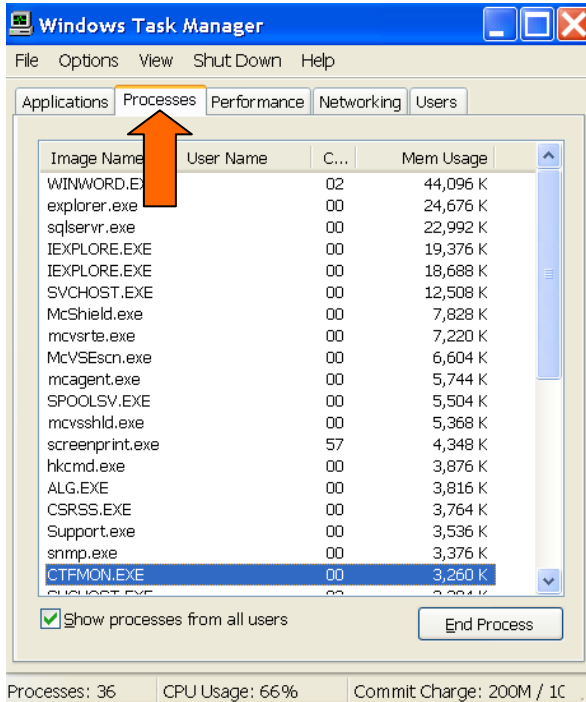 Windows Task Manager
File Options View Shut Down Help
Applications Processes Performance Networking Users
Image Name User Name C... Mem Usage
WINWORD.EX 02 44,096 K
explorer.exe 00 24,676 K
sqlservr.exe 00 22,992 K
IEXPLORE.EXE 00 19,376 K
IEXPLORE.EXE 00 18,688 K
SVCHOST.EXE 00 12,508 K
McShield.exe 00 7,828 K
mcvsrte.exe 00 7,220 K
McVSEscn.exe 00 6,604 K
mcagent.exe 00 5,744 K
SPOOLSV.EXE 00 5,504 K
mcvsshld.exe 00 5,368 K
screenprint.exe 57 4,348 K
hkcmd.exe 00 3,876 K
ALG.EXE 00 3,816 K
CSRSS.EXE 00 3,764 K
Support.exe 00 3,536 K
snmp.exe 00 3,376 K
CTFMON.EXE 00 3,260 K
Show processes from all users
End Process
Processes: 36 CPU Usage: 66% Commit Charge: 200M / 10